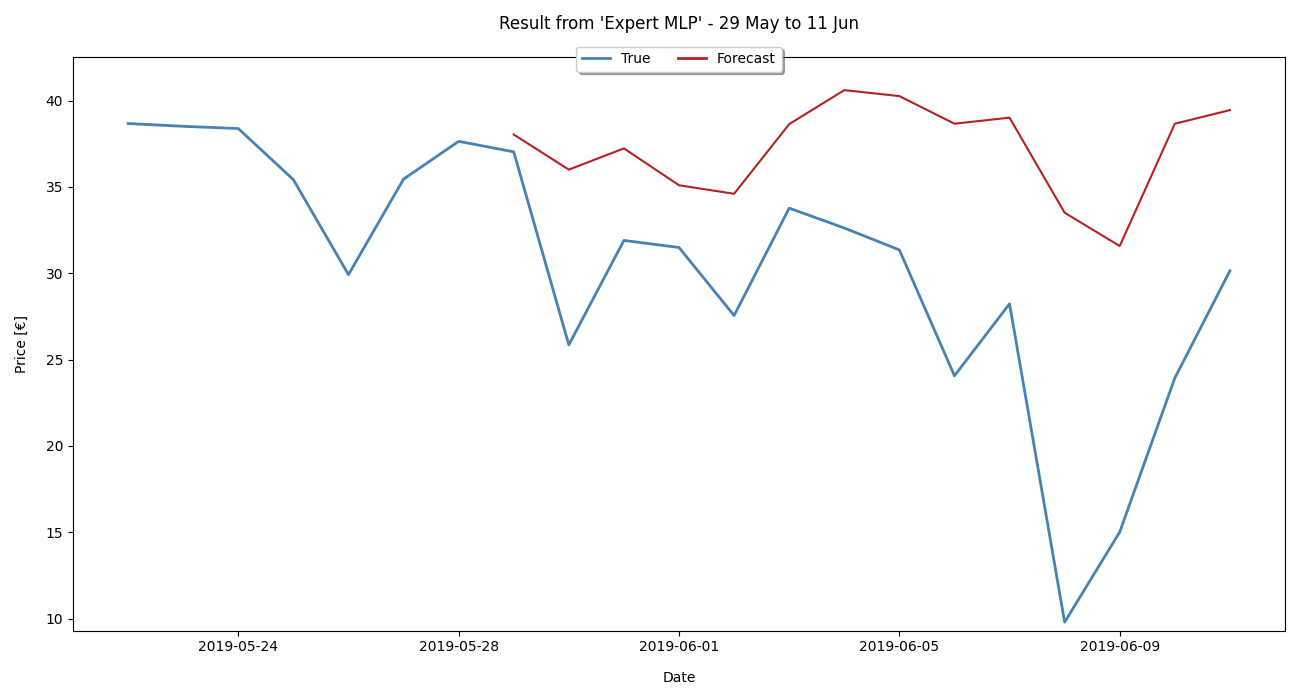 Result from 'Expert MLP' - 29 May to 11 Jun
True Forecast
40
35
30
25
20
15
10
Price [€]
2019-05-24 2019-05-28 2019-06-01 2019-06-05 2019-06-09
Date